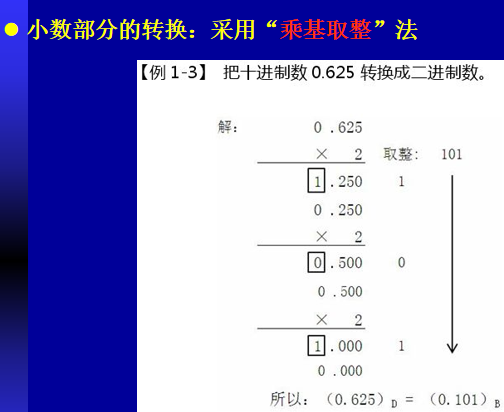 小数部分的转换：采用“乘基取整”法
【例1-3】 把十进制数0.625转换成二进制数。
解： 0.625
× 2 取整： 101
1.250 1
0.250
× 2
0.500 0
0.500
× 2
1.000 1
0.000
所以：（0.625）D =（0.101）B